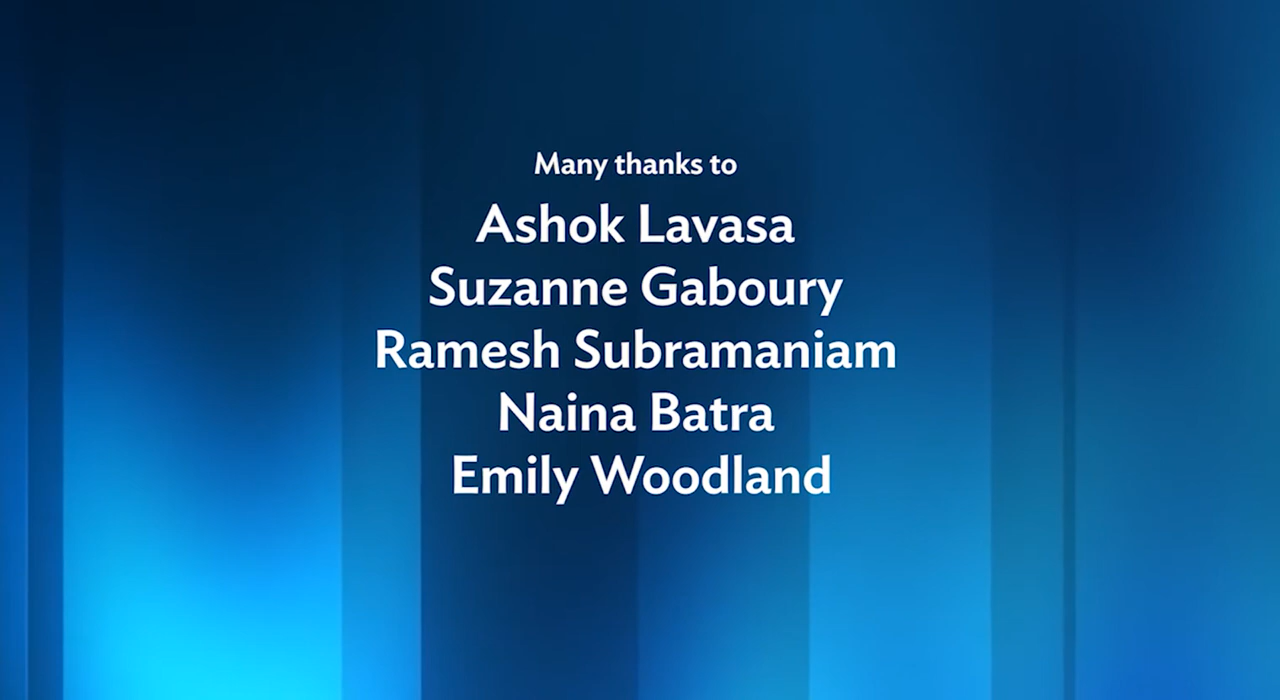 Many thanks to
Ashok Lavasa
Suzanne Gaboury
Ramesh Subramaniam
Naina Batra
Emily Woodland